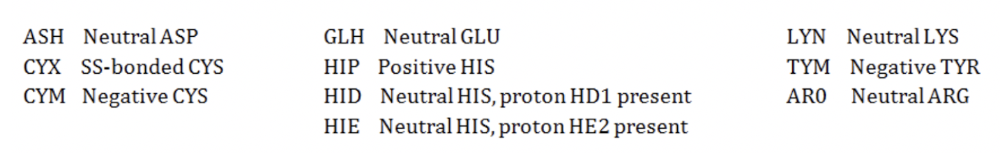 ASH Neutral ASP
CYX SS-bonded CYS
CYM Negative CYS
GLH Neutral GLU
HIP Positive HIS
HID Neutral HIS, proton HD1 present
HIE Neutral HIS, proton HE2 present
LYN Neutral LYS
TYM Negative TYR
AR0 Neutral ARG